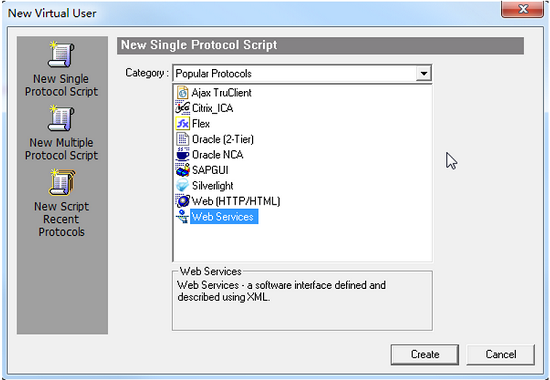 New Virtual User
New Single Protocol Script
New Single
Protocol Script
New Multiple
Protocol Script
New Script
Recent
Protocols
Category :
Popular Protocols
Ajax TruClient
Citrix_ICA
Flex
Oracle (2-Tier)
Oracle NCA
SAPGUI
Silverlight
Web (HTTP/HTML)
Web Services
Web Services
Web Services - a software interface defined and
described using XML.
Create
Cancel